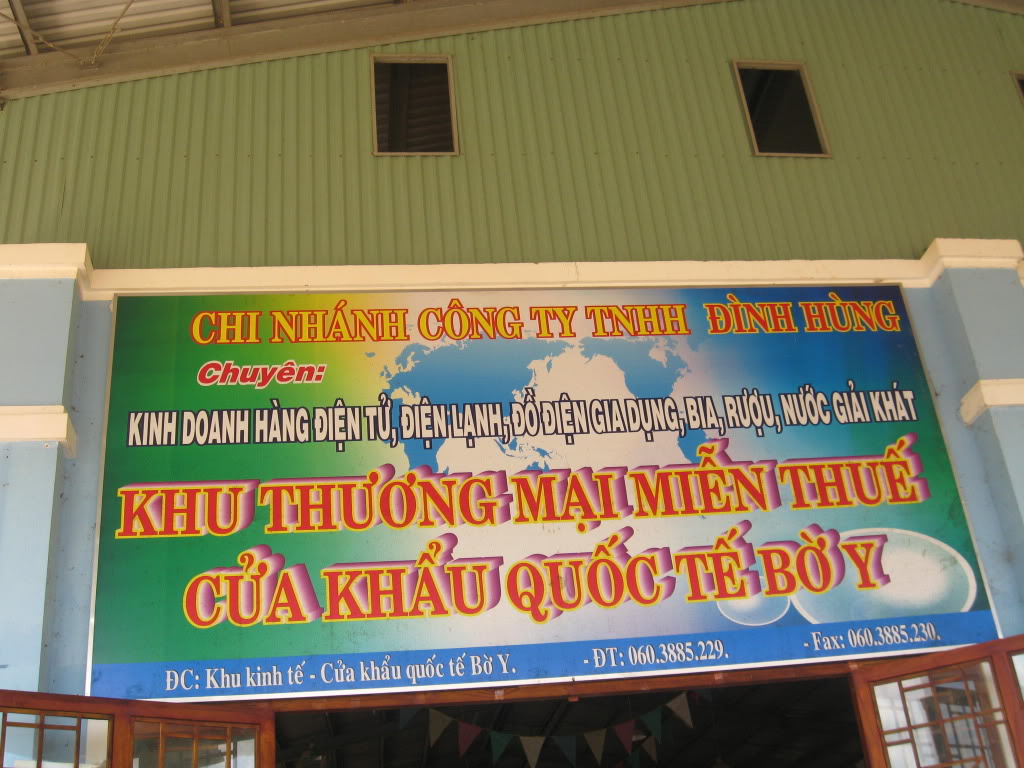 CHI NHÁNH CÔNG TY TNHH ĐÌNH HÙNG
Chuyên:
KINH DOANH HÀNG ĐIỆN TỬ, ĐIỆN LẠNH, ĐỒ ĐIỆN GIA DỤNG, BIA, RƯỢU, NƯỚC GIẢI KHÁT
KHU THƯƠNG MẠI MIỄN THUẾ
CỬA KHẨU QUỐC TẾ BỜ Y
ĐC: Khu kinh tế - Cửa khẩu quốc tế Bờ Y. - ĐT: 060.3885.229. - Fax: 060.3885.230.